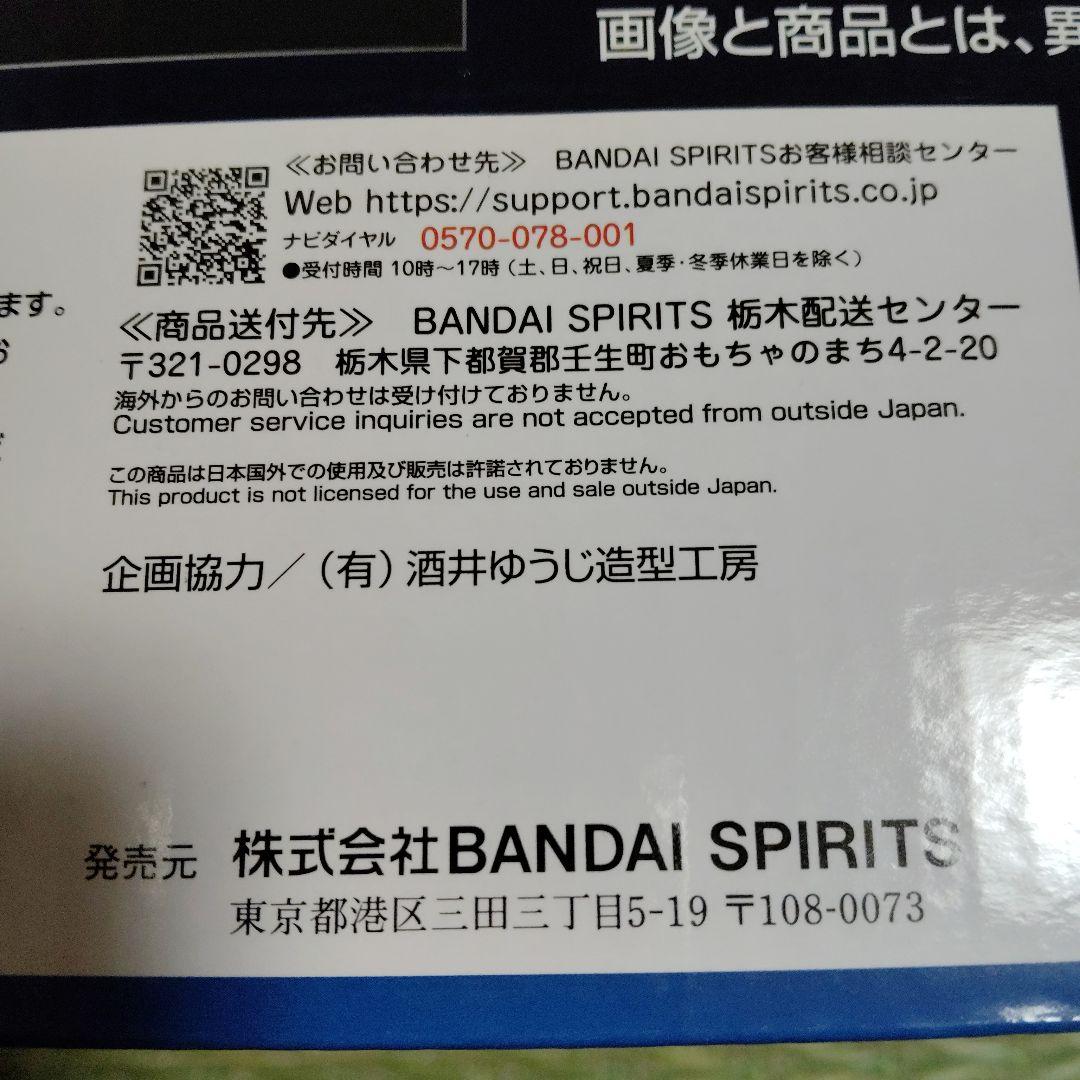 画像と商品とは、異
≪お問い合わせ先≫ BANDAI SPIRITSお客様相談センター
Web https://support.bandaispirits.co.jp
ナビダイヤル 0570-078-001
●受付時間 10時～17時（土、日、祝日、夏季・冬季休業日を除く）
ます。
≪商品送付先≫ BANDAI SPIRITS 栃木配送センター
〒321-0298 栃木県下都賀郡壬生町おもちゃのまち4-2-20
海外からのお問い合わせは受け付けておりません。
Customer service inquiries are not accepted from outside Japan.
この商品は日本国外での使用及び販売は許諾されておりません。
This product is not licensed for the use and sale outside Japan.
企画協力／（有）酒井ゆうじ造型工房
発売元 株式会社BANDAI SPIRITS
東京都港区三田三丁目5-19 〒108-0073